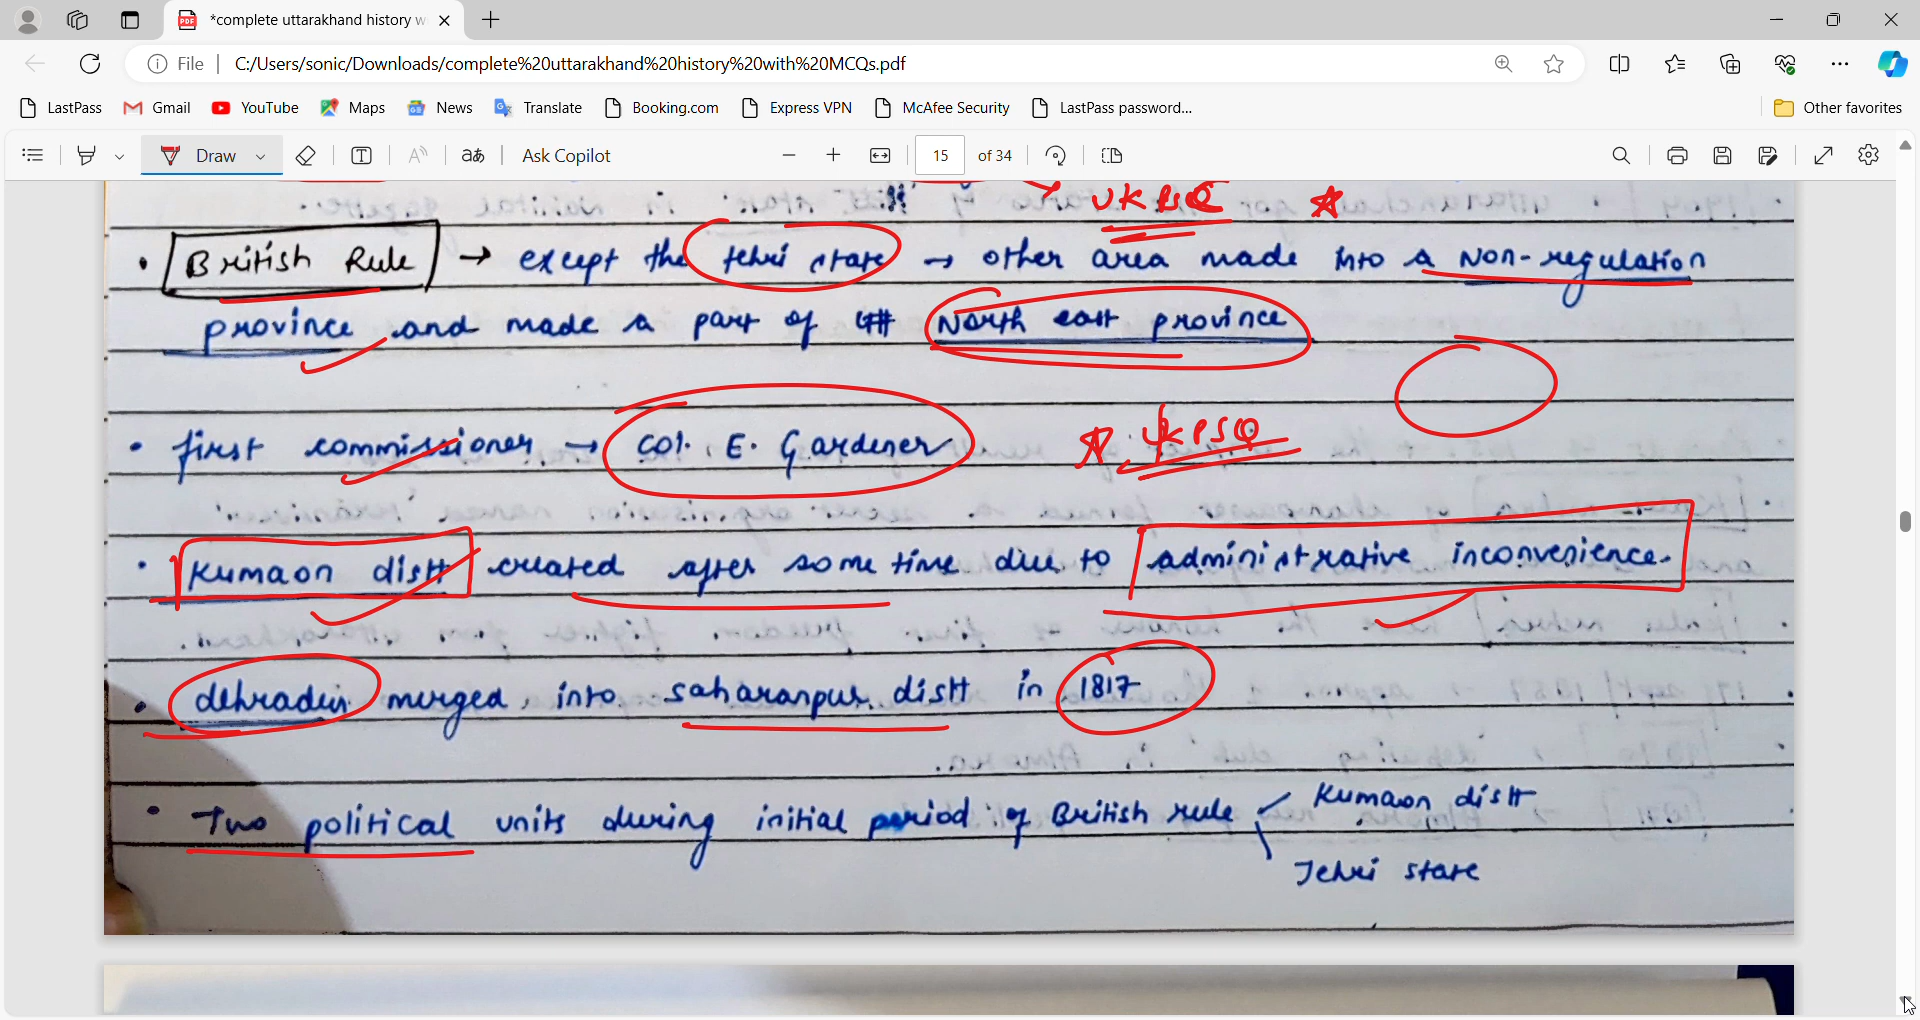 *complete uttarakhand history w
File
C:/Users/sonic/Downloads/complete%20uttarakhand%20history%20with%20MCQs.pdf
LastPass Gmail YouTube Maps News Translate Booking.com Express VPN McAfee Security LastPass password... Other favorites
Draw Ask Copilot 15 of 34
UKPSC
• British Rule → except the tehri state → other area made into a Non-regulation
province and made a part of North east province
• first commissioner → Col. E. Gardener UKPSC
• Kumaon distt created after some time due to administrative inconvenience.
• dehradun merged into saharanpur distt in 1817
• Two political units during initial period of British rule Kumaon distt
Tehri state